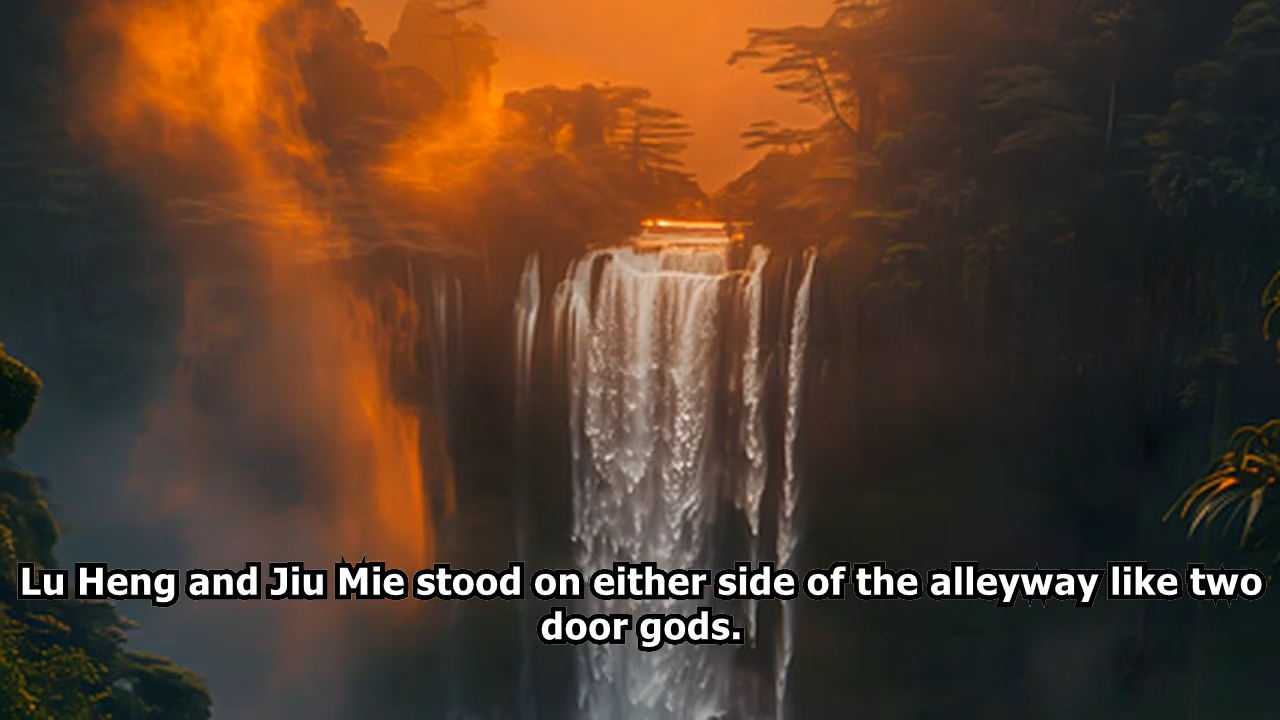 Lu Heng and Jiu Mie stood on either side of the alleyway like two
door gods.